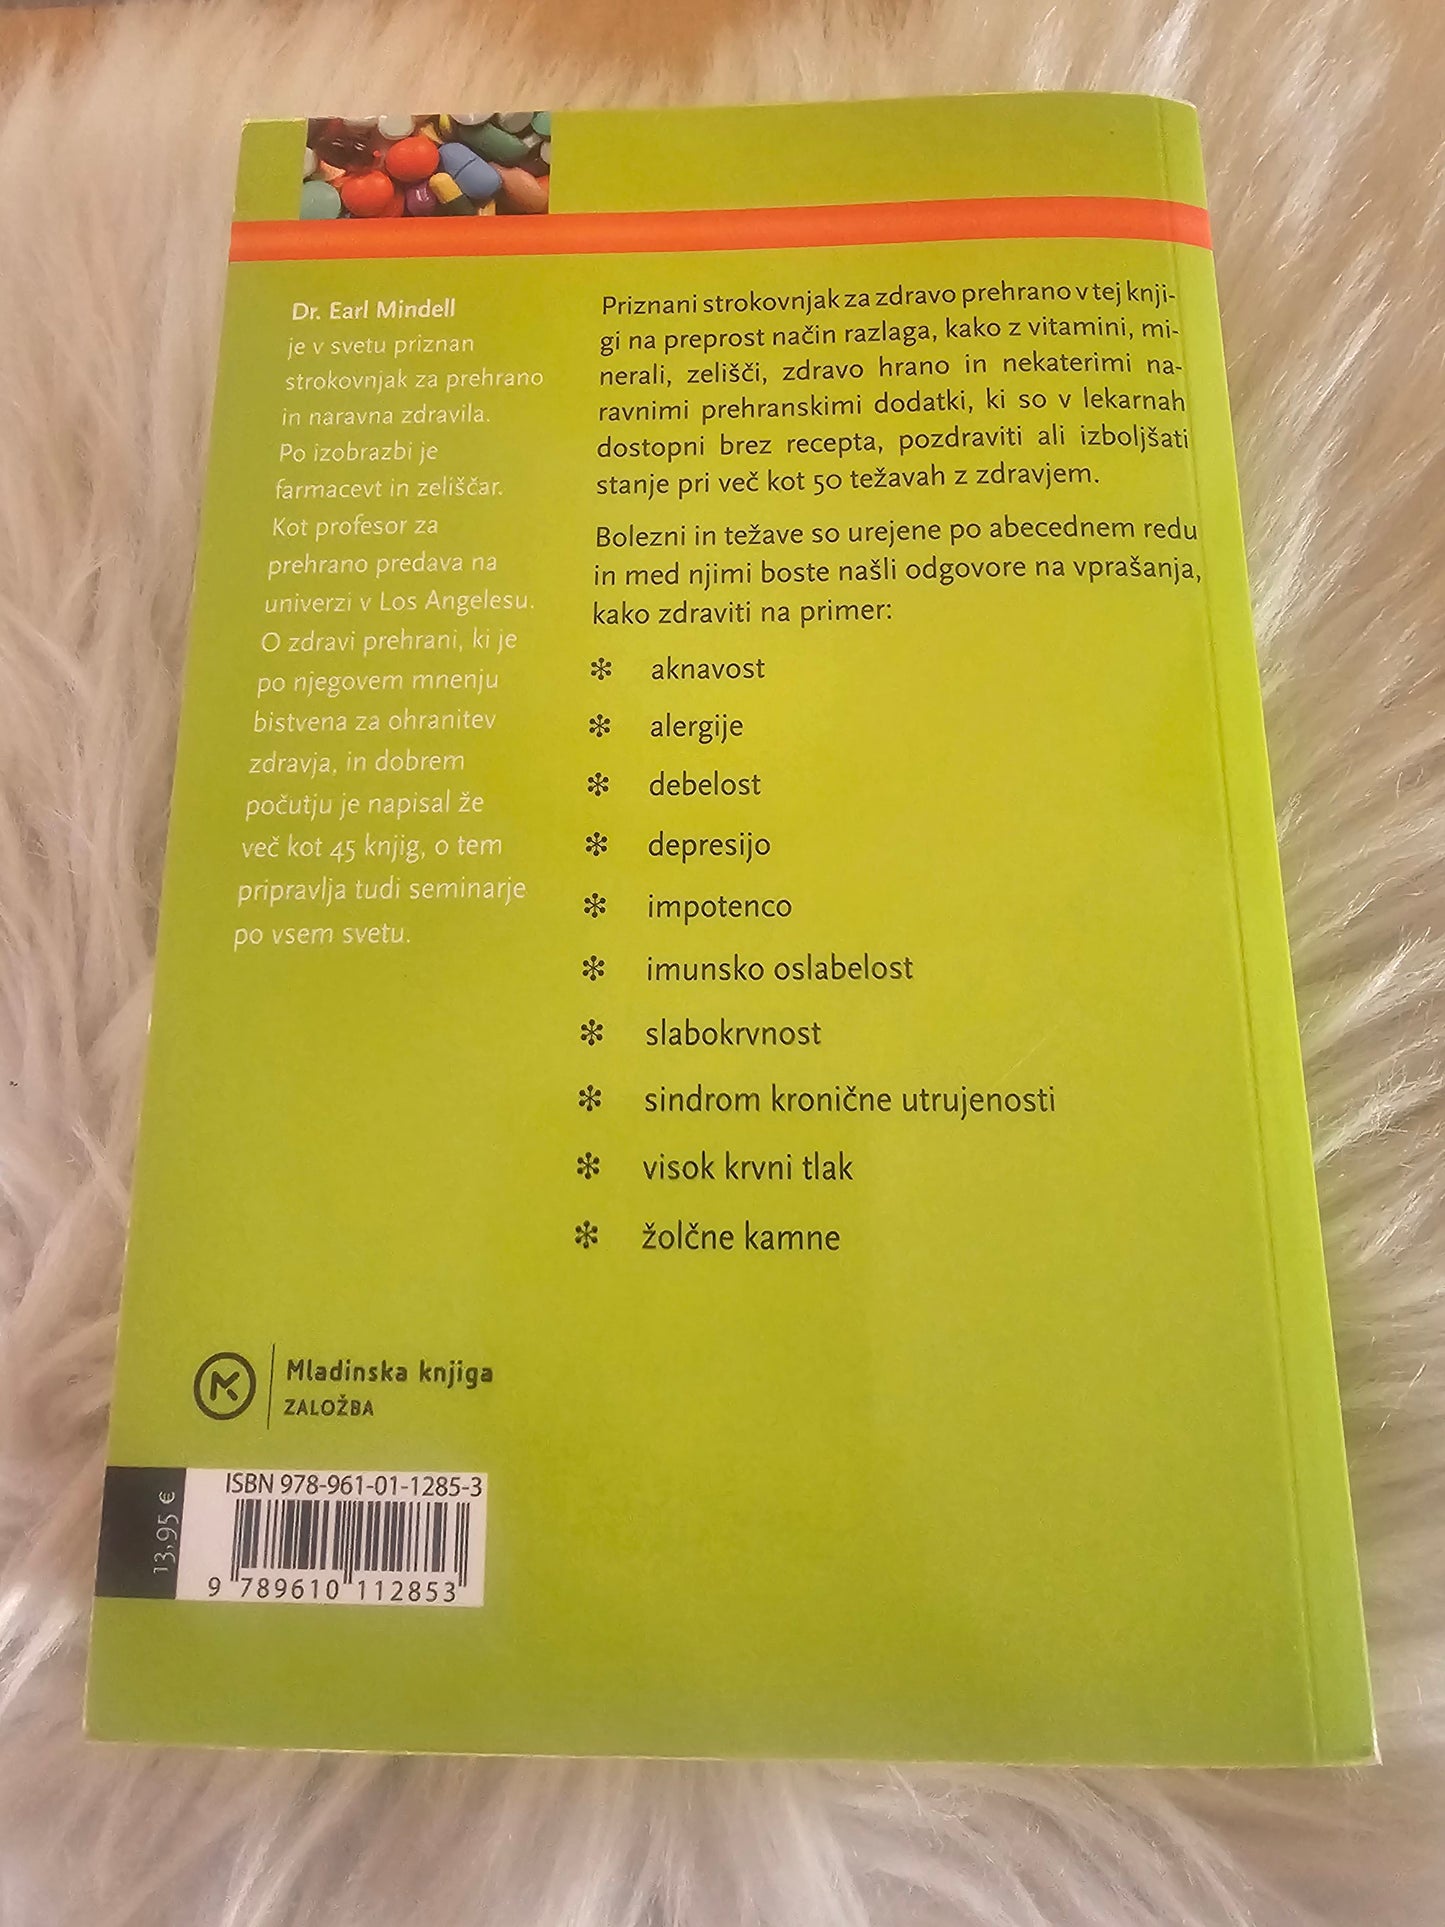 Dr. Earl Mindell
je v svetu priznan
strokovnjak za prehrano
in naravna zdravila.
Po izobrazbi je
farmacevt in zeliščar.
Kot profesor za
prehrano predava na
univerzi v Los Angelesu.
O zdravi prehrani, ki je
po njegovem mnenju
bistvena za ohranitev
zdravja, in dobrem
počutju je napisal že
več kot 45 knjig, o tem
pripravlja tudi seminarje
po vsem svetu.
Priznani strokovnjak za zdravo prehrano v tej knji-
gi na preprost način razlaga, kako z vitamini, mi-
nerali, zelišči, zdravo hrano in nekaterimi na-
ravnimi prehranskimi dodatki, ki so v lekarnah
dostopni brez recepta, pozdraviti ali izboljšati
stanje pri več kot 50 težavah z zdravjem.
Bolezni in težave so urejene po abecednem redu
in med njimi boste našli odgovore na vprašanja,
kako zdraviti na primer:
aknavost
alergije
debelost
depresijo
impotenco
imunsko oslabelost
slabokrvnost
sindrom kronične utrujenosti
visok krvni tlak
žolčne kamne
Mladinska knjiga
ZALOŽBA
13,95 €
ISBN 978-961-01-1285-3
9 789610 112853